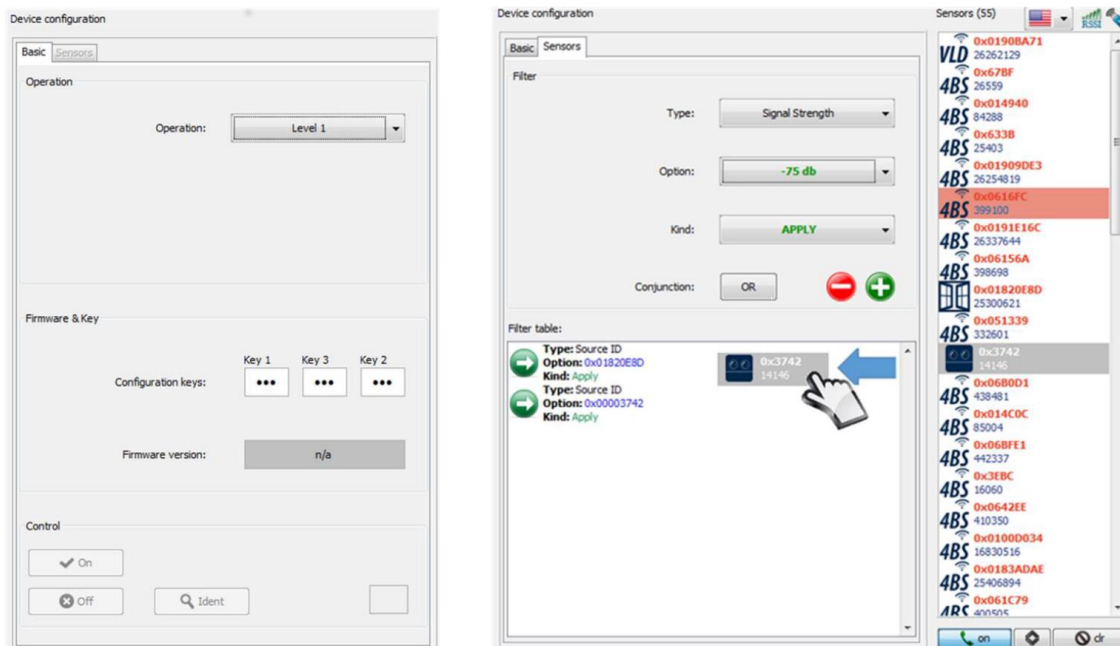 Device configuration
Basic Sensors
Operation
Operation: Level 1
Firmware & Key
Key 1 Key 3 Key 2
Configuration keys: ••• ••• •••
Firmware version: n/a
Control
On
Off Ident
Device configuration
Basic Sensors
Filter
Type: Signal Strength
Option: -75 db
Kind: APPLY
Conjunction: OR
Filter table:
Type: Source ID
Option: 0x01820E8D
Kind: Apply
Type: Source ID
Option: 0x00003742
Kind: Apply
0x3742
14146
Sensors (55)
RSSI
0x0190BA71
VLD 26262129
0x67BF
4BS 26559
0x014940
4BS 84288
0x633B
4BS 25403
0x01909DE3
4BS 26254819
0x0616FC
4BS 399100
0x0191E16C
4BS 26337644
0x06156A
4BS 398698
0x01820E8D
25300621
0x051339
4BS 332601
0x3742
14146
0x06B0D1
4BS 438481
0x014C0C
4BS 85004
0x06BFE1
4BS 442337
0x3EBC
4BS 16060
0x0642EE
4BS 410350
0x0100D034
4BS 16830516
0x0183ADAE
4BS 25406894
0x061C79
4BS 400505
on dr